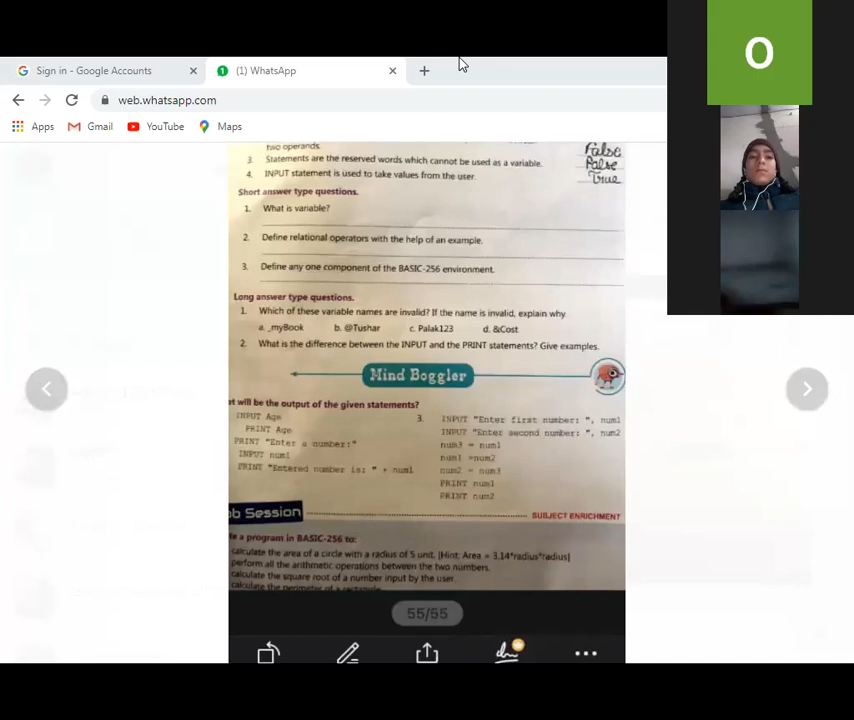 O
Sign in - Google Accounts
(1) WhatsApp
web.whatsapp.com
Apps
Gmail
YouTube
Maps
two operands.
False
3. Statements are the reserved words which cannot be used as a variable.
False
4. INPUT statement is used to take values from the user.
True
Short answer type questions.
1. What is variable?
2. Define relational operators with the help of an example.
3. Define any one component of the BASIC-256 environment.
Long answer type questions.
1. Which of these variable names are invalid? If the name is invalid, explain why
a. _myBook b. @Tushar c. Palak123 d. &Cost
2. What is the difference between the INPUT and the PRINT statements? Give examples.
Mind Boggler
t will be the output of the given statements?
INPUT Age
PRINT Age
PRINT "Enter a number:"
INPUT num1
PRINT "Entered number is: " + num1
3. INPUT "Enter first number: ", num1
INPUT "Enter second number: ", num2
num3 = num1
num1 =num2
num2 = num3
PRINT num1
PRINT num2
b Session
SUBJECT ENRICHMENT
te a program in BASIC-256 to:
calculate the area of a circle with a radius of 5 unit. [Hint: Area = 3.14*radius*radius]
perform all the arithmetic operations between the two numbers.
calculate the square root of a number input by the user.
calculate the perimeter of a rectangle
55/55